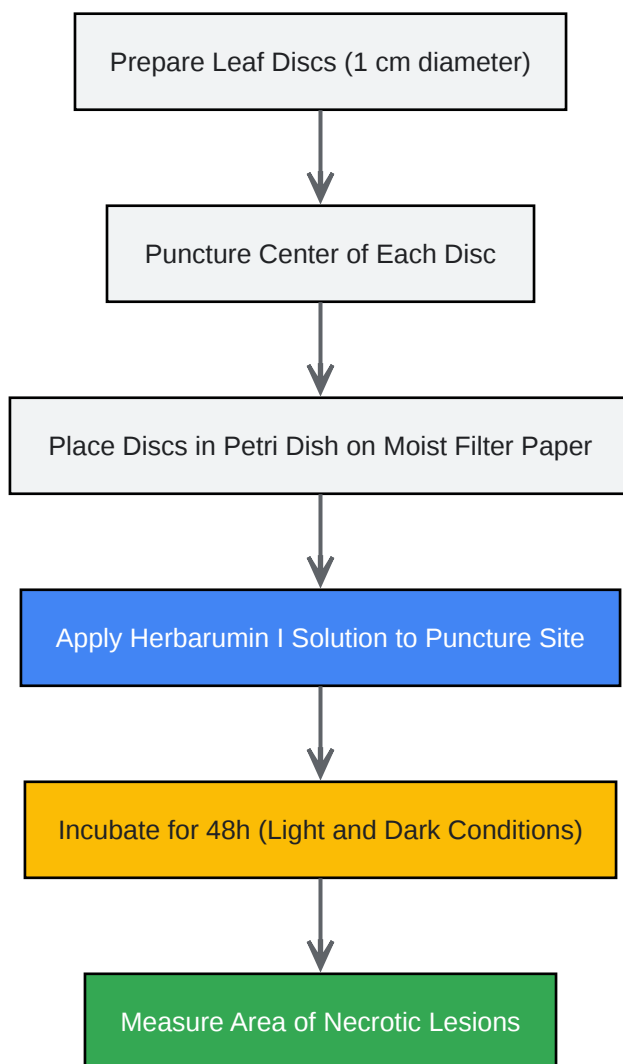 Prepare Leaf Discs (1 cm diameter)
Puncture Center of Each Disc
Place Discs in Petri Dish on Moist Filter Paper
Apply Herbarumin I Solution to Puncture Site
Incubate for 48h (Light and Dark Conditions)
Measure Area of Necrotic Lesions